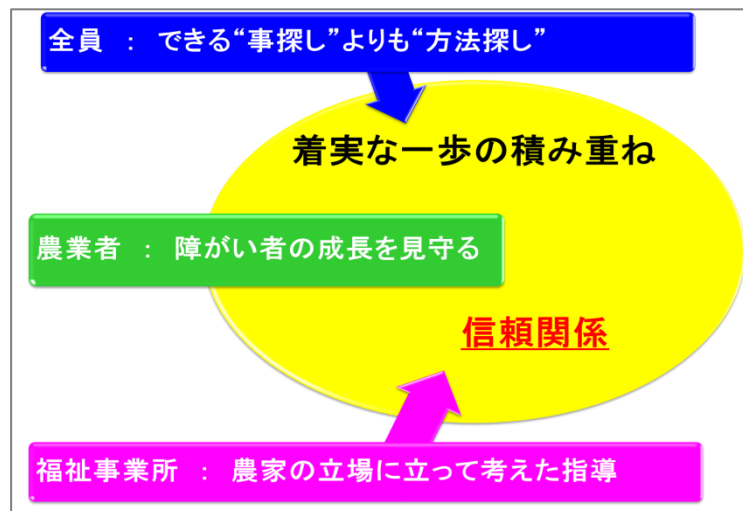 全員 ： できる“事探し”よりも“方法探し”
着実な一歩の積み重ね
農業者 ： 障がい者の成長を見守る
信頼関係
福祉事業所 ： 農家の立場に立って考えた指導